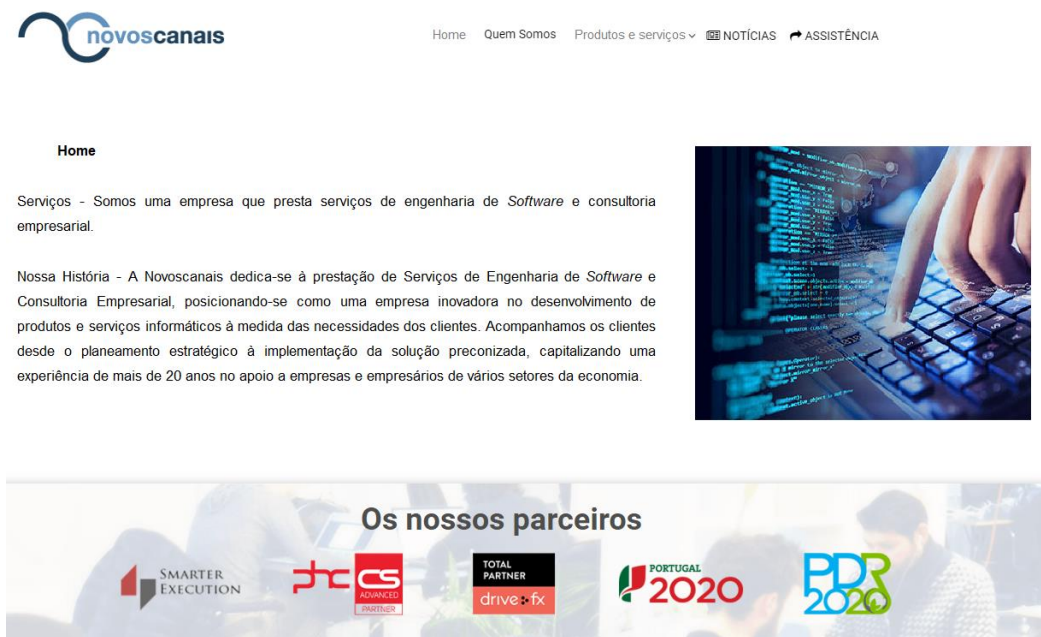 novoscanais
Home Quem Somos Produtos e serviços NOTÍCIAS ASSISTÊNCIA
Home
Serviços - Somos uma empresa que presta serviços de engenharia de Software e consultoria
empresarial.
Nossa História - A Novoscanais dedica-se à prestação de Serviços de Engenharia de Software e
Consultoria Empresarial, posicionando-se como uma empresa inovadora no desenvolvimento de
produtos e serviços informáticos à medida das necessidades dos clientes. Acompanhamos os clientes
desde o planeamento estratégico à implementação da solução preconizada, capitalizando uma
experiência de mais de 20 anos no apoio a empresas e empresários de vários setores da economia.
Os nossos parceiros
SMARTER
EXECUTION
phc CS
ADVANCED
PARTNER
TOTAL
PARTNER
drive fx
PORTUGAL
2020
PDR
2020